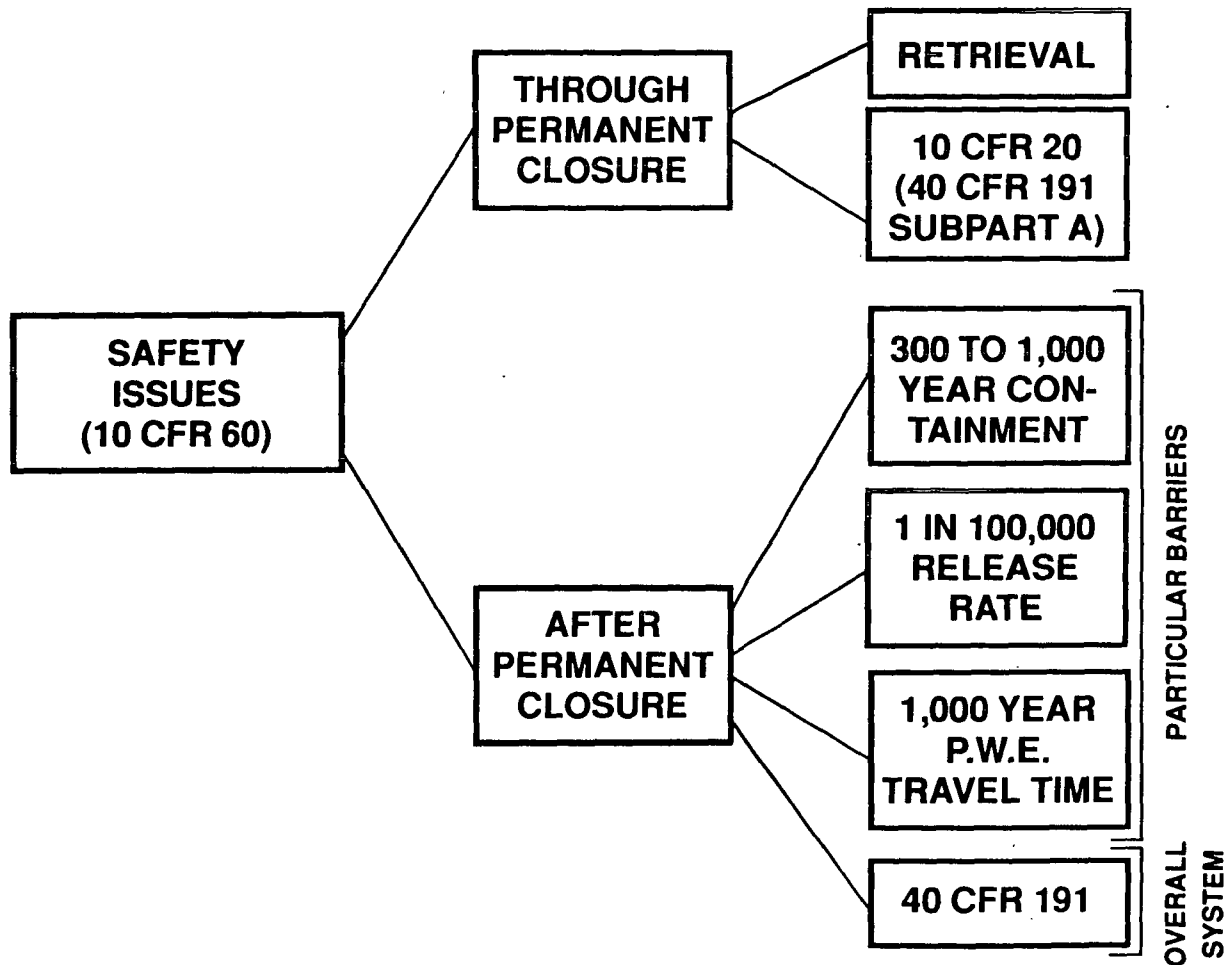 RETRIEVAL
THROUGH
PERMANENT
CLOSURE
10 CFR 20
(40 CFR 191
SUBPART A)
SAFETY
ISSUES
(10 CFR 60)
300 TO 1,000
YEAR CON-
TAINMENT
1 IN 100,000
RELEASE
RATE
AFTER
PERMANENT
CLOSURE
1,000 YEAR
P.W.E.
TRAVEL TIME
40 CFR 191
PARTICULAR BARRIERS
OVERALL
SYSTEM